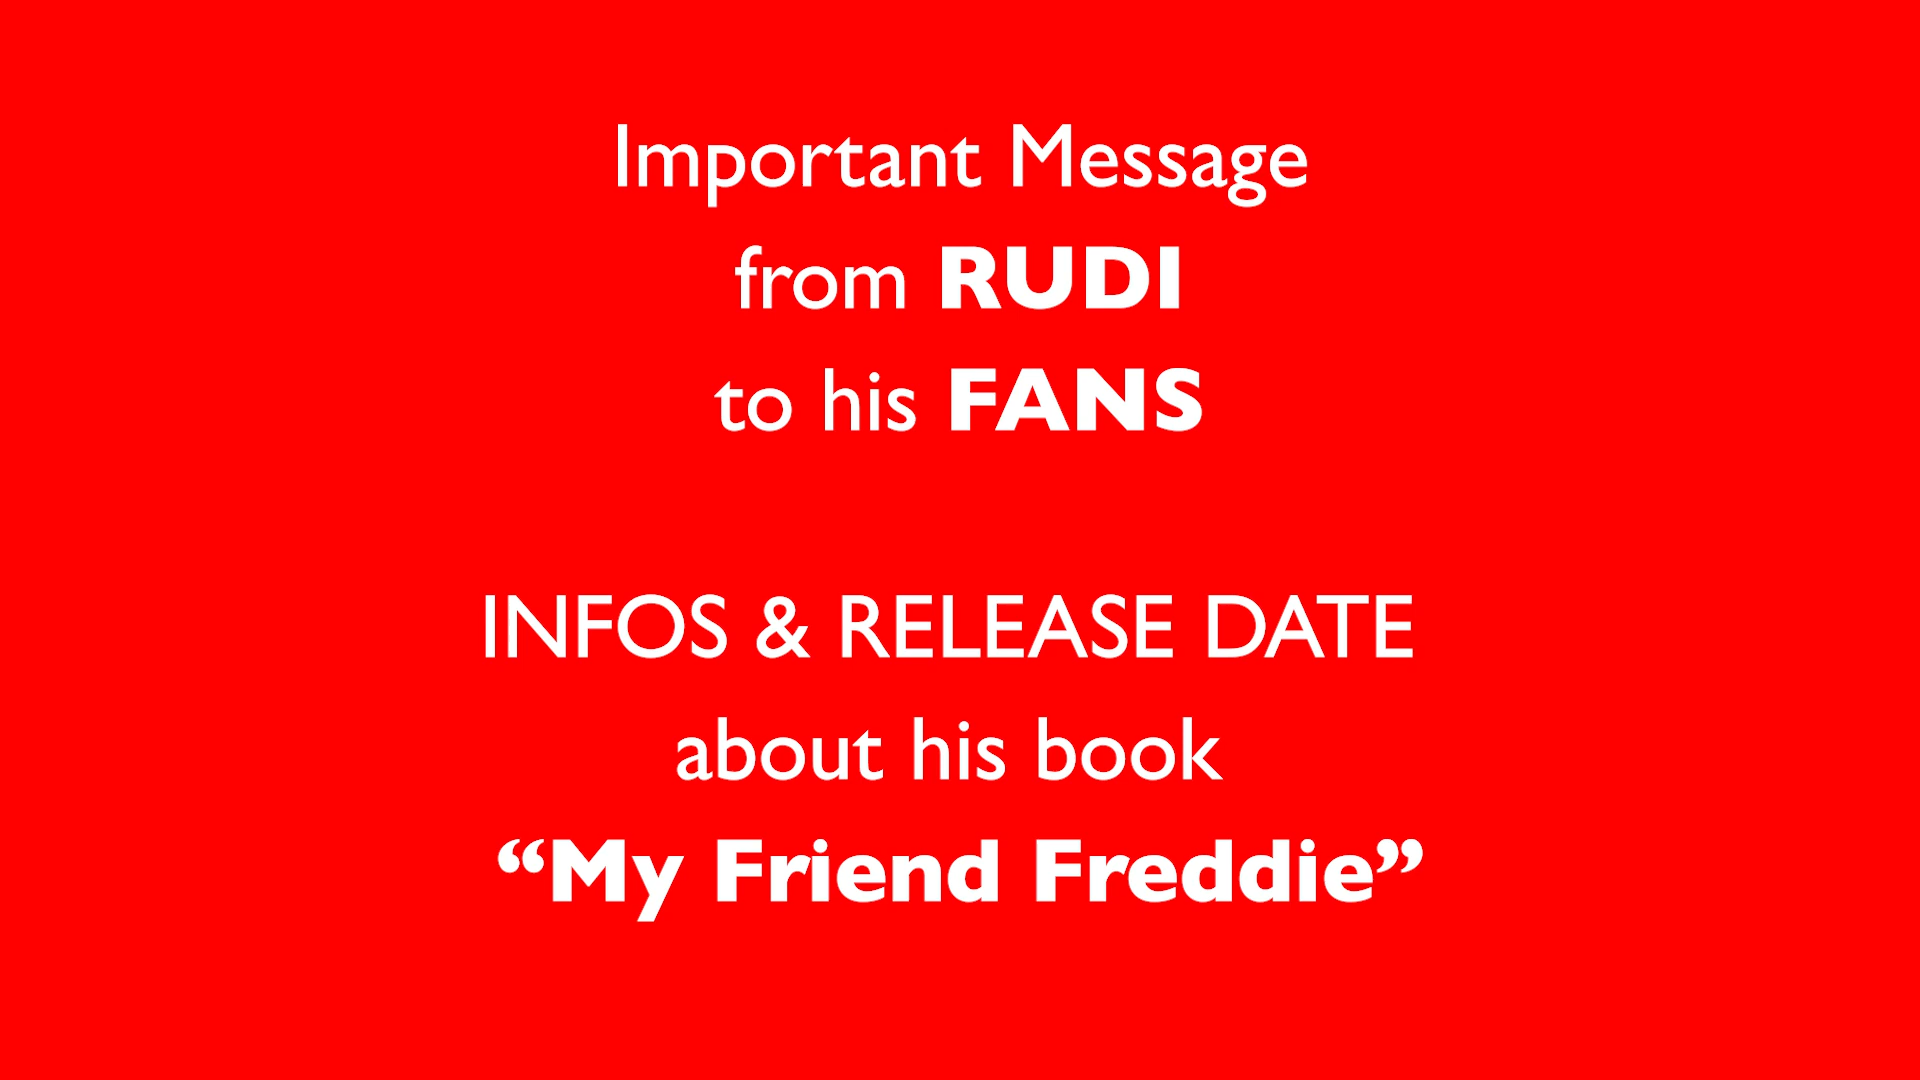 Important Message
from RUDI
to his FANS
INFOS & RELEASE DATE
about his book
“My Friend Freddie”